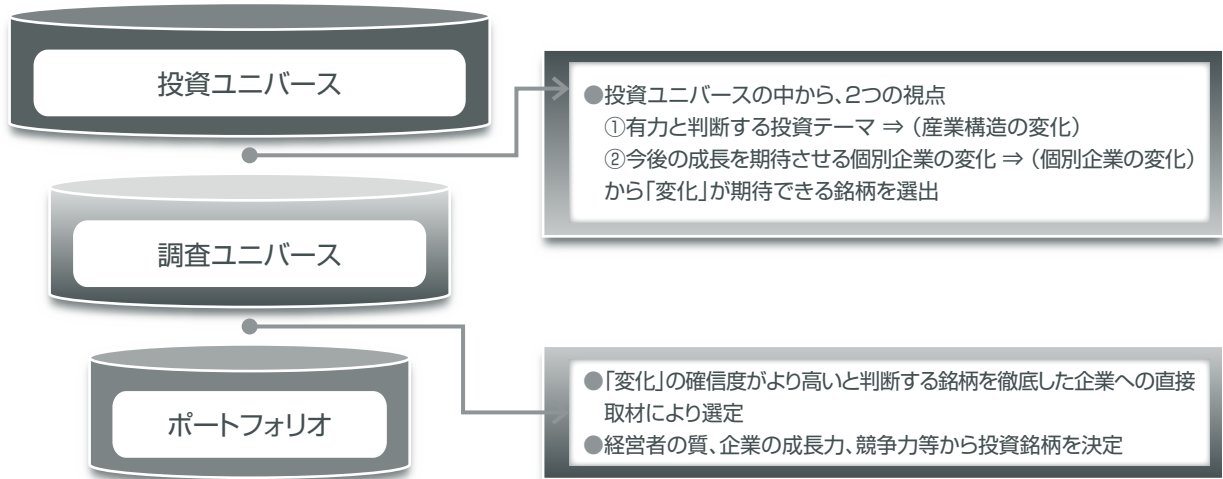 投資ユニバース
●投資ユニバースの中から、2つの視点
①有力と判断する投資テーマ ⇒ （産業構造の変化）
②今後の成長を期待させる個別企業の変化 ⇒ （個別企業の変化）
から「変化」が期待できる銘柄を選出
調査ユニバース
●「変化」の確信度がより高いと判断する銘柄を徹底した企業への直接
取材により選定
●経営者の質、企業の成長力、競争力等から投資銘柄を決定
ポートフォリオ